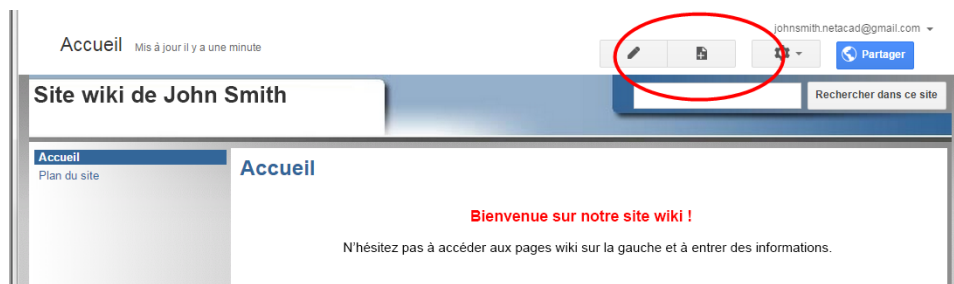 johnsmith.netacad@gmail.com
Accueil Mis à jour il y a une minute
Partager
Site wiki de John Smith
Rechercher dans ce site
Accueil
Plan du site
Accueil
Bienvenue sur notre site wiki !
N'hésitez pas à accéder aux pages wiki sur la gauche et à entrer des informations.